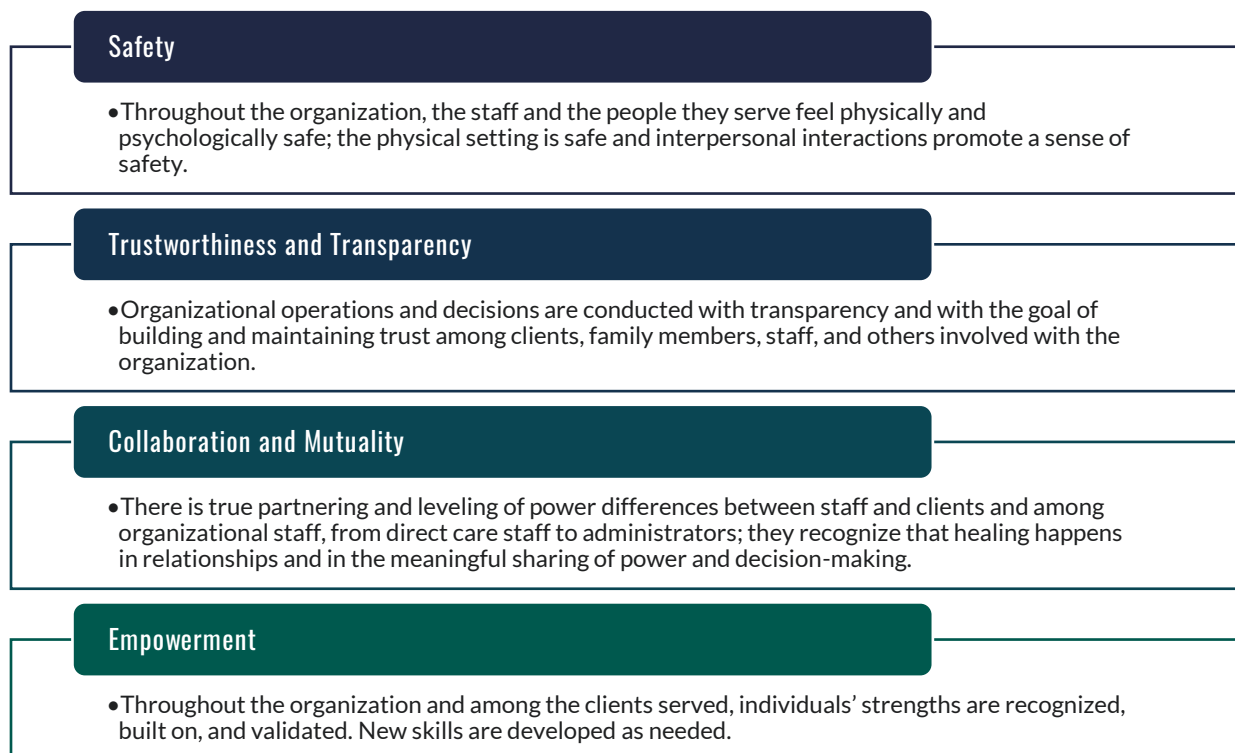 Safety
•Throughout the organization, the staff and the people they serve feel physically and
psychologically safe; the physical setting is safe and interpersonal interactions promote a sense of
safety.
Trustworthiness and Transparency
•Organizational operations and decisions are conducted with transparency and with the goal of
building and maintaining trust among clients, family members, staff, and others involved with the
organization.
Collaboration and Mutuality
•There is true partnering and leveling of power differences between staff and clients and among
organizational staff, from direct care staff to administrators; they recognize that healing happens
in relationships and in the meaningful sharing of power and decision-making.
Empowerment
•Throughout the organization and among the clients served, individuals’ strengths are recognized,
built on, and validated. New skills are developed as needed.